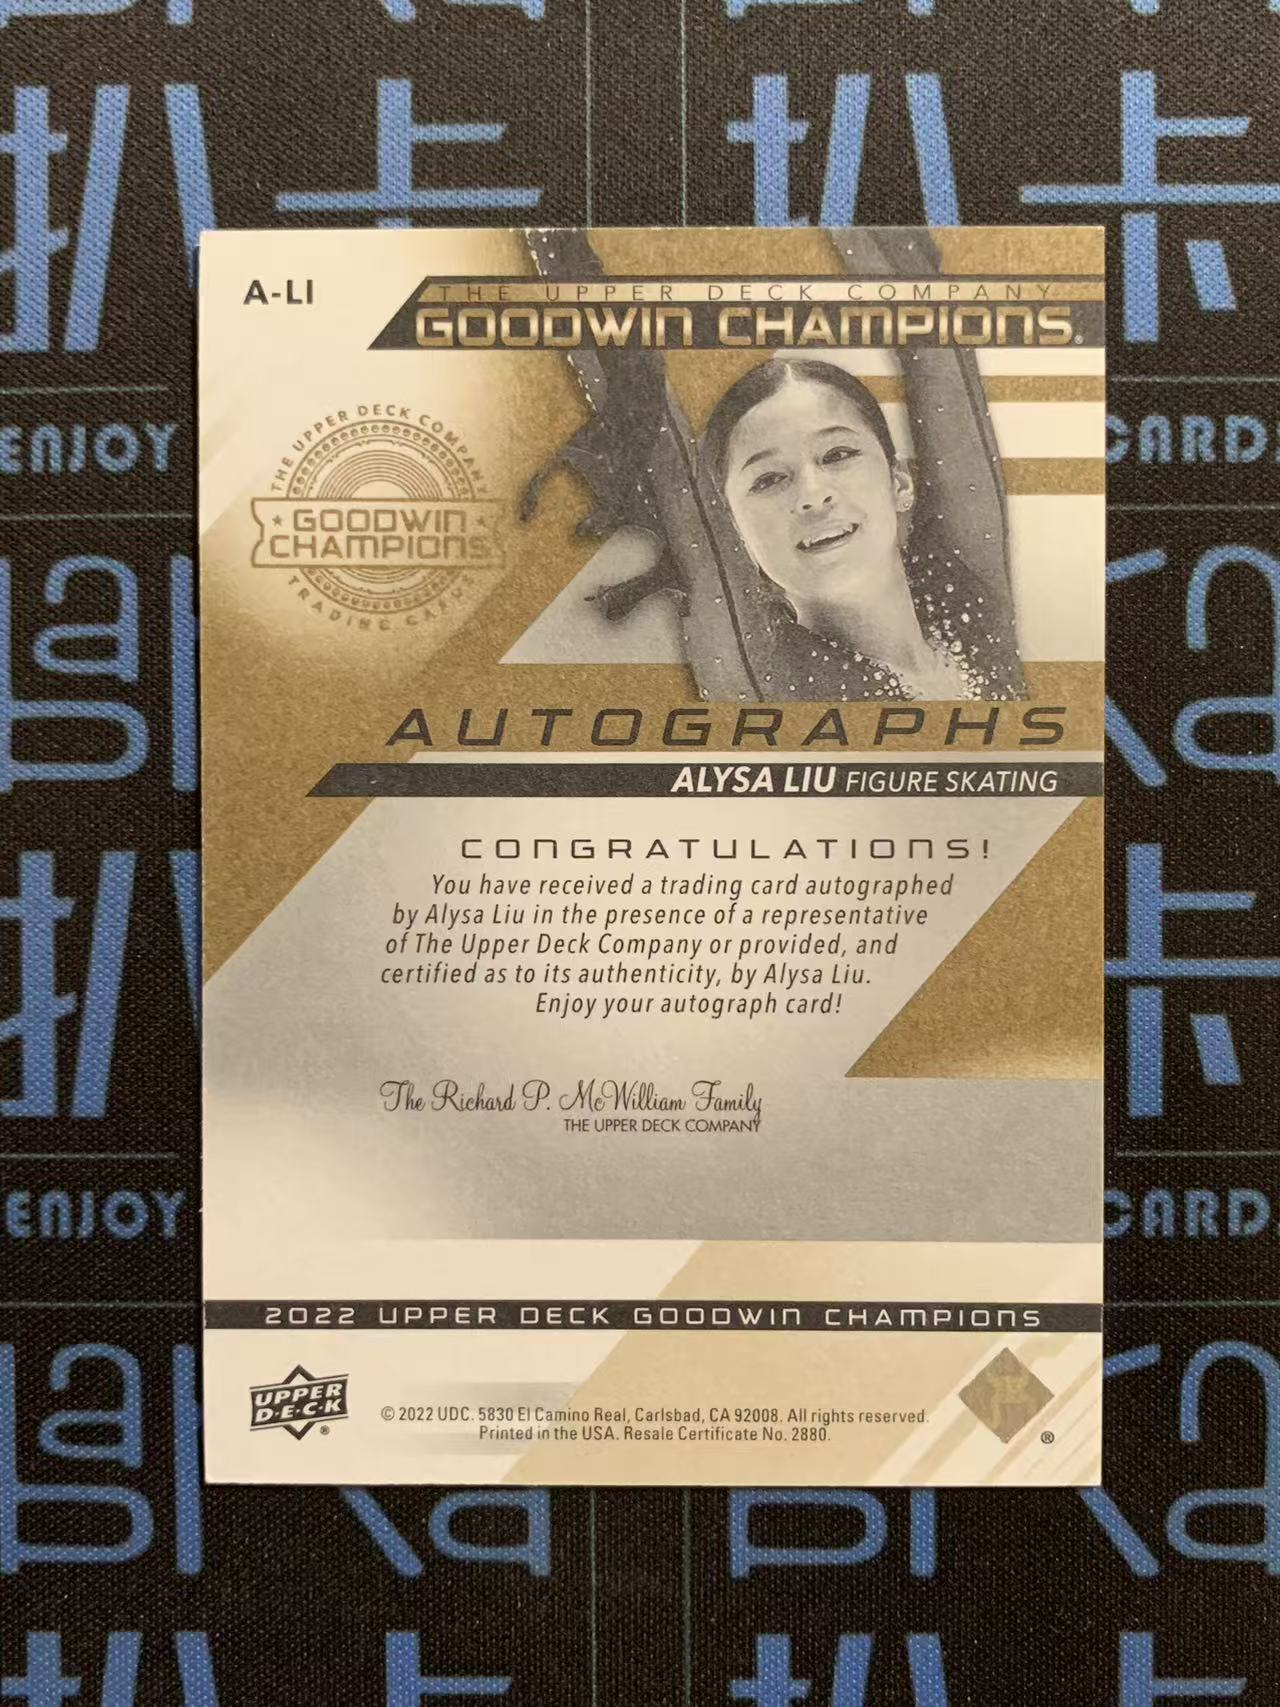 扒卡
扒卡
A-LI
THE UPPER DECK COMPANY
GOODWIN CHAMPIONS®
ENJOY
CARD
THE UPPER DECK COMPANY
GOODWIN
CHAMPIONS
TRADING CARDS
AUTOGRAPHS
ALYSA LIU FIGURE SKATING
CONGRATULATIONS!
You have received a trading card autographed
by Alysa Liu in the presence of a representative
of The Upper Deck Company or provided, and
certified as to its authenticity, by Alysa Liu.
Enjoy your autograph card!
The Richard P. McWilliam Family
THE UPPER DECK COMPANY
ENJOY
CARD
2022 UPPER DECK GOODWIN CHAMPIONS
UPPER
D·E·C·K
®
© 2022 UDC. 5830 El Camino Real, Carlsbad, CA 92008. All rights reserved.
Printed in the USA. Resale Certificate No. 2880.
®